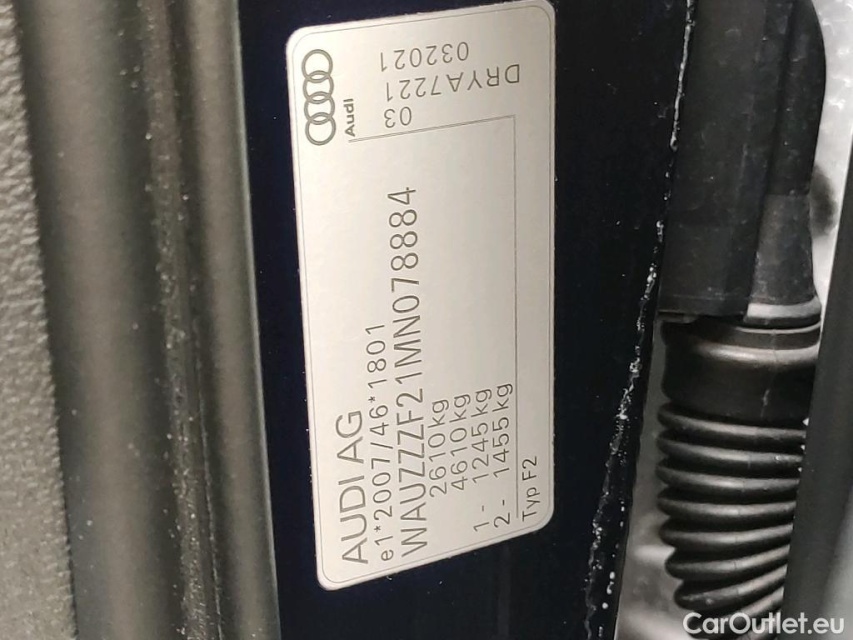 AUDI AG
e1*2007/46*1801
WAUZZZF21MN078884
2610kg
4610kg
1- 1245kg
2- 1455kg
Typ F2
Audi
03
DRYA7221
032021
CarOutlet.eu